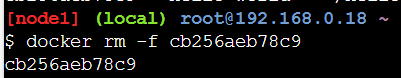 [node1] (local) root@192.168.0.18 ~
$ docker rm -f cb256aeb78c9
cb256aeb78c9